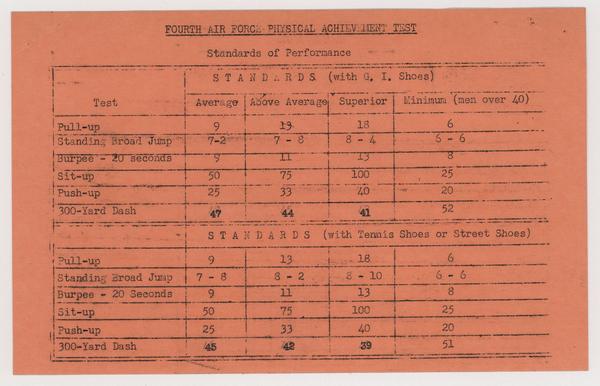 FOURTH AIR FORCE PHYSICAL ACHIEVEMENT TEST
Standards of Performance
STANDARDS (with G. I. Shoes)
Test Average Above Average Superior Minimum (men over 40)
Pull-up 9 13 18 6
Standing Broad Jump 7-2 7 - 8 8 - 4 6 - 6
Burpee - 20 seconds 9 11 13 8
Sit-up 50 75 100 25
Push-up 25 33 40 20
300-Yard Dash 47 44 41 52
STANDARDS (with Tennis Shoes or Street Shoes)
Pull-up 9 13 18 6
Standing Broad Jump 7 - 8 8 - 2 8 - 10 6 - 6
Burpee - 20 Seconds 9 11 13 8
Sit-up 50 75 100 25
Push-up 25 33 40 20
300-Yard Dash 45 42 39 51